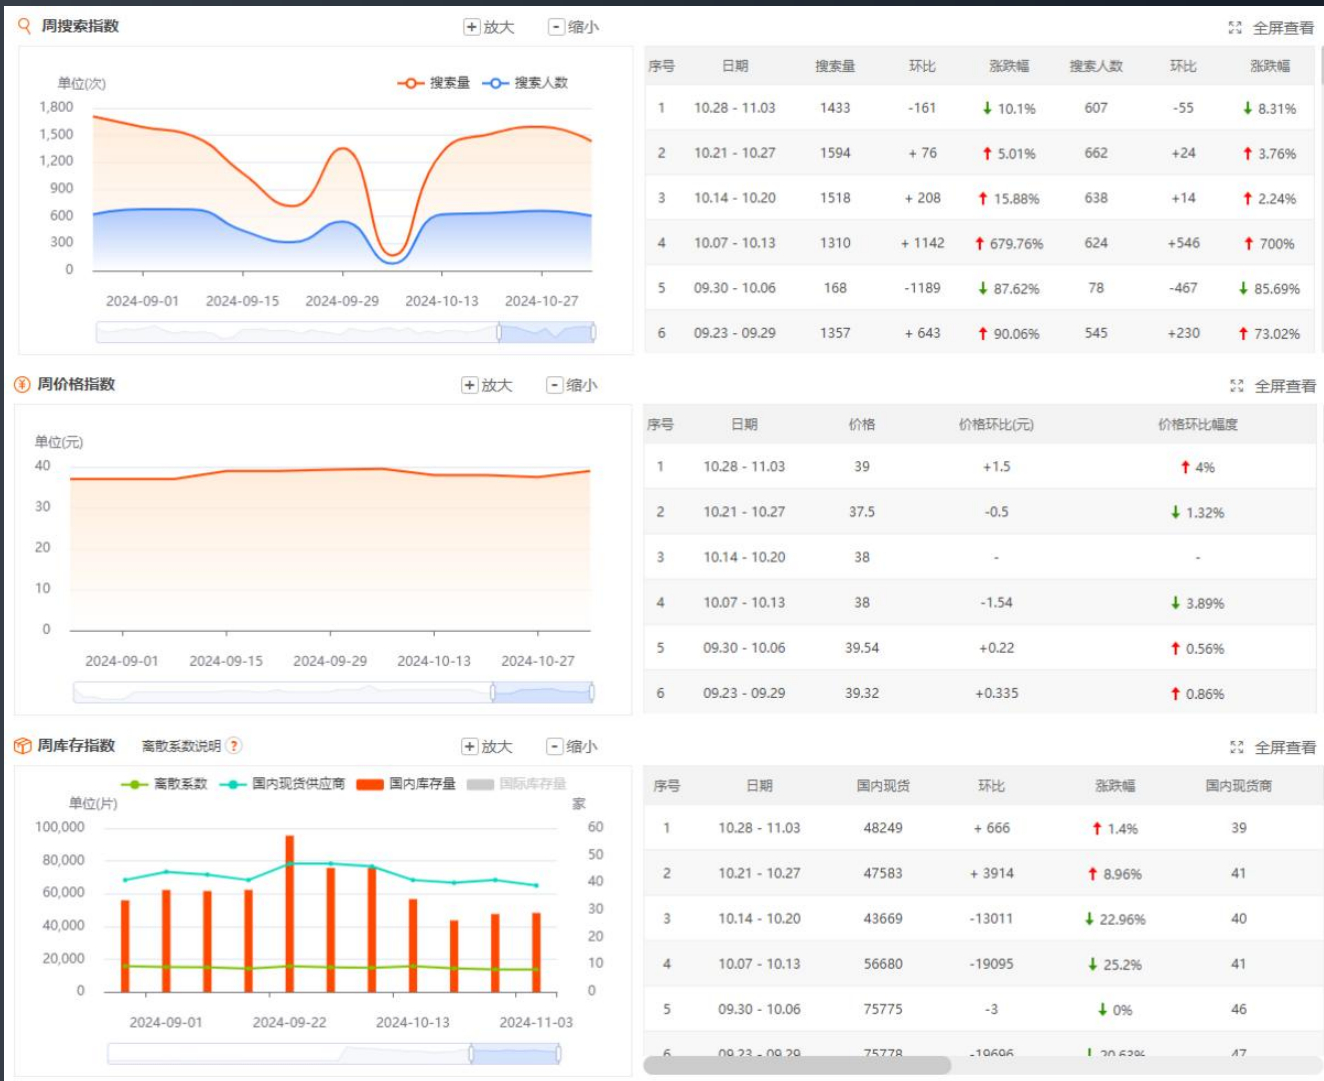 周搜索指数 +放大 -缩小 全屏查看
单位(次) 搜索量 搜索人数
1,800
1,500
1,200
900
600
300
0
2024-09-01 2024-09-15 2024-09-29 2024-10-13 2024-10-27
序号 日期 搜索量 环比 涨跌幅 搜索人数 环比 涨跌幅
1 10.28 - 11.03 1433 -161 ↓ 10.1% 607 -55 ↓ 8.31%
2 10.21 - 10.27 1594 + 76 ↑ 5.01% 662 +24 ↑ 3.76%
3 10.14 - 10.20 1518 + 208 ↑ 15.88% 638 +14 ↑ 2.24%
4 10.07 - 10.13 1310 + 1142 ↑ 679.76% 624 +546 ↑ 700%
5 09.30 - 10.06 168 -1189 ↓ 87.62% 78 -467 ↓ 85.69%
6 09.23 - 09.29 1357 + 643 ↑ 90.06% 545 +230 ↑ 73.02%
¥ 周价格指数 +放大 -缩小 全屏查看
单位(元)
40
30
20
10
0
2024-09-01 2024-09-15 2024-09-29 2024-10-13 2024-10-27
序号 日期 价格 价格环比(元) 价格环比幅度
1 10.28 - 11.03 39 +1.5 ↑ 4%
2 10.21 - 10.27 37.5 -0.5 ↓ 1.32%
3 10.14 - 10.20 38 - -
4 10.07 - 10.13 38 -1.54 ↓ 3.89%
5 09.30 - 10.06 39.54 +0.22 ↑ 0.56%
6 09.23 - 09.29 39.32 +0.335 ↑ 0.86%
周库存指数 离散系数说明 ? +放大 -缩小 全屏查看
离散系数 国内现货供应商 国内库存量 国际库存量
单位(片) 家
100,000 60
80,000 50
60,000 40
40,000 30
20,000 20
0 10
0
2024-09-01 2024-09-22 2024-10-13 2024-11-03
序号 日期 国内现货 环比 涨跌幅 国内现货商
1 10.28 - 11.03 48249 + 666 ↑ 1.4% 39
2 10.21 - 10.27 47583 + 3914 ↑ 8.96% 41
3 10.14 - 10.20 43669 -13011 ↓ 22.96% 40
4 10.07 - 10.13 56680 -19095 ↓ 25.2% 41
5 09.30 - 10.06 75775 -3 ↓ 0% 46
6 09.23 - 09.29 75778 -19696 ↓ 20.63% 47